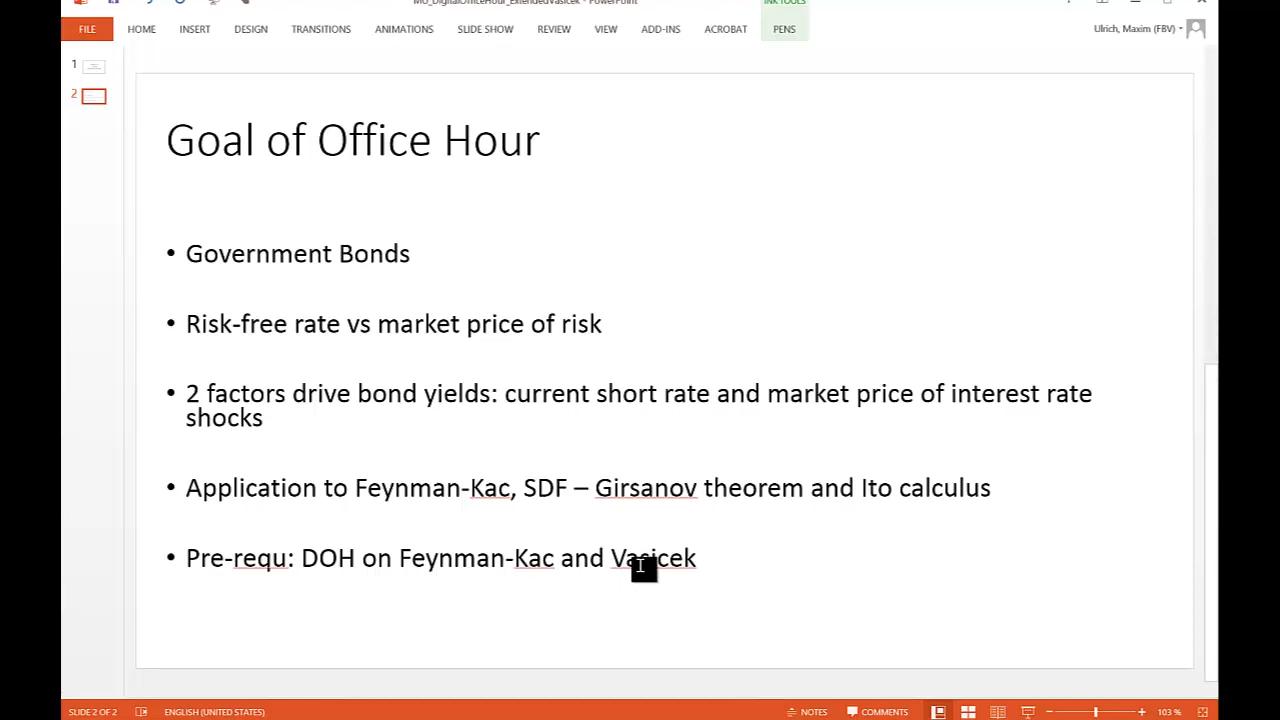 MU_DigitalOfficeHour_ExtendedVasicek - PowerPoint
INK TOOLS
FILE HOME INSERT DESIGN TRANSITIONS ANIMATIONS SLIDE SHOW REVIEW VIEW ADD-INS ACROBAT PENS Ulrich, Maxim (FBV)
1
2
Goal of Office Hour
• Government Bonds
• Risk-free rate vs market price of risk
• 2 factors drive bond yields: current short rate and market price of interest rate
shocks
• Application to Feynman-Kac, SDF – Girsanov theorem and Ito calculus
• Pre-requ: DOH on Feynman-Kac and Vasicek
SLIDE 2 OF 2 ENGLISH (UNITED STATES) NOTES COMMENTS 103 %